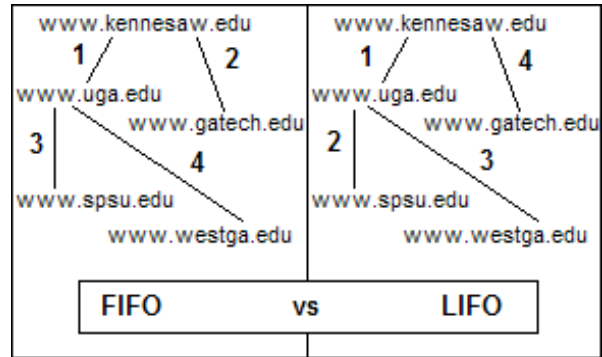 www.kennesaw.edu
1 2
www.uga.edu
www.gatech.edu
3 4
www.spsu.edu
www.westga.edu
www.kennesaw.edu
1 4
www.uga.edu
www.gatech.edu
2 3
www.spsu.edu
www.westga.edu
FIFO vs LIFO